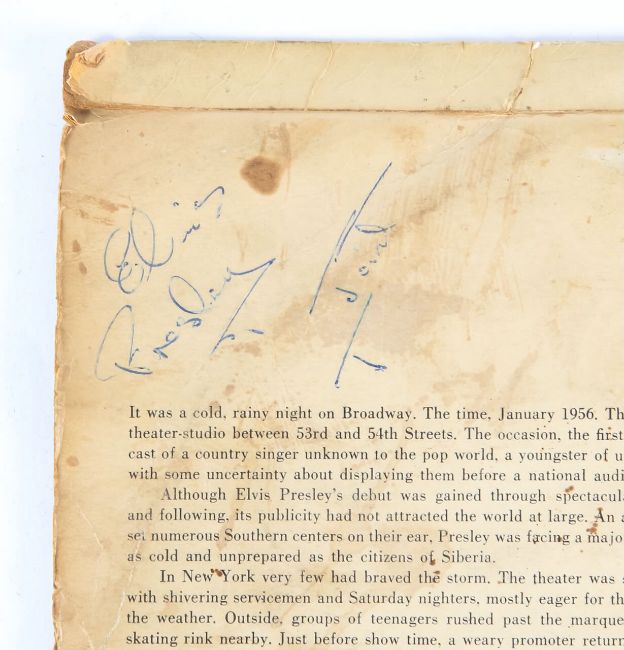 Elvis
Presley
It was a cold, rainy night on Broadway. The time, January 1956. Th
theater-studio between 53rd and 54th Streets. The occasion, the first
cast of a country singer unknown to the pop world, a youngster of u
with some uncertainty about displaying them before a national audi
Although Elvis Presley's debut was gained through spectacula
and following, its publicity had not attracted the world at large. An a
set numerous Southern centers on their ear, Presley was facing a majo
as cold and unprepared as the citizens of Siberia.
In New York very few had braved the storm. The theater was s
with shivering servicemen and Saturday nighters, mostly eager for th
the weather. Outside, groups of teenagers rushed past the marque
skating rink nearby. Just before show time, a weary promoter return